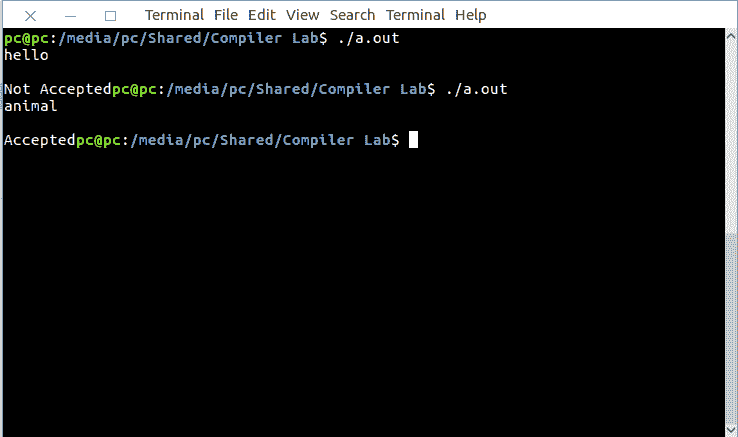 Terminal File Edit View Search Terminal Help
pc@pc:/media/pc/Shared/Compiler Lab$ ./a.out
hello
Not Acceptedpc@pc:/media/pc/Shared/Compiler Lab$ ./a.out
animal
Acceptedpc@pc:/media/pc/Shared/Compiler Lab$